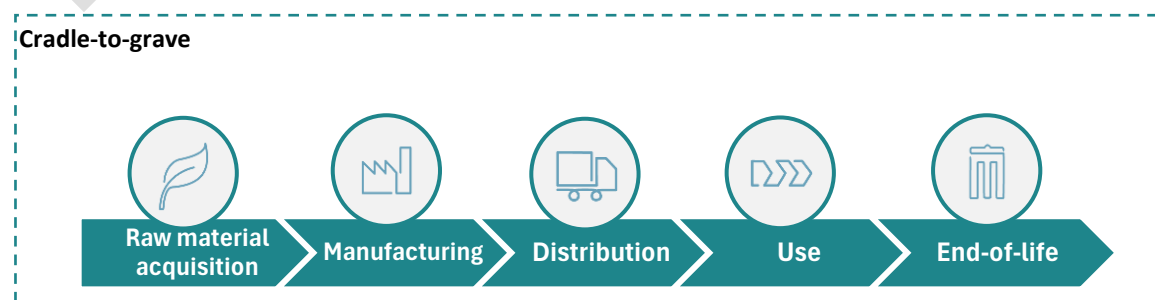 Cradle-to-grave
Raw material
acquisition
Manufacturing
Distribution
Use
End-of-life